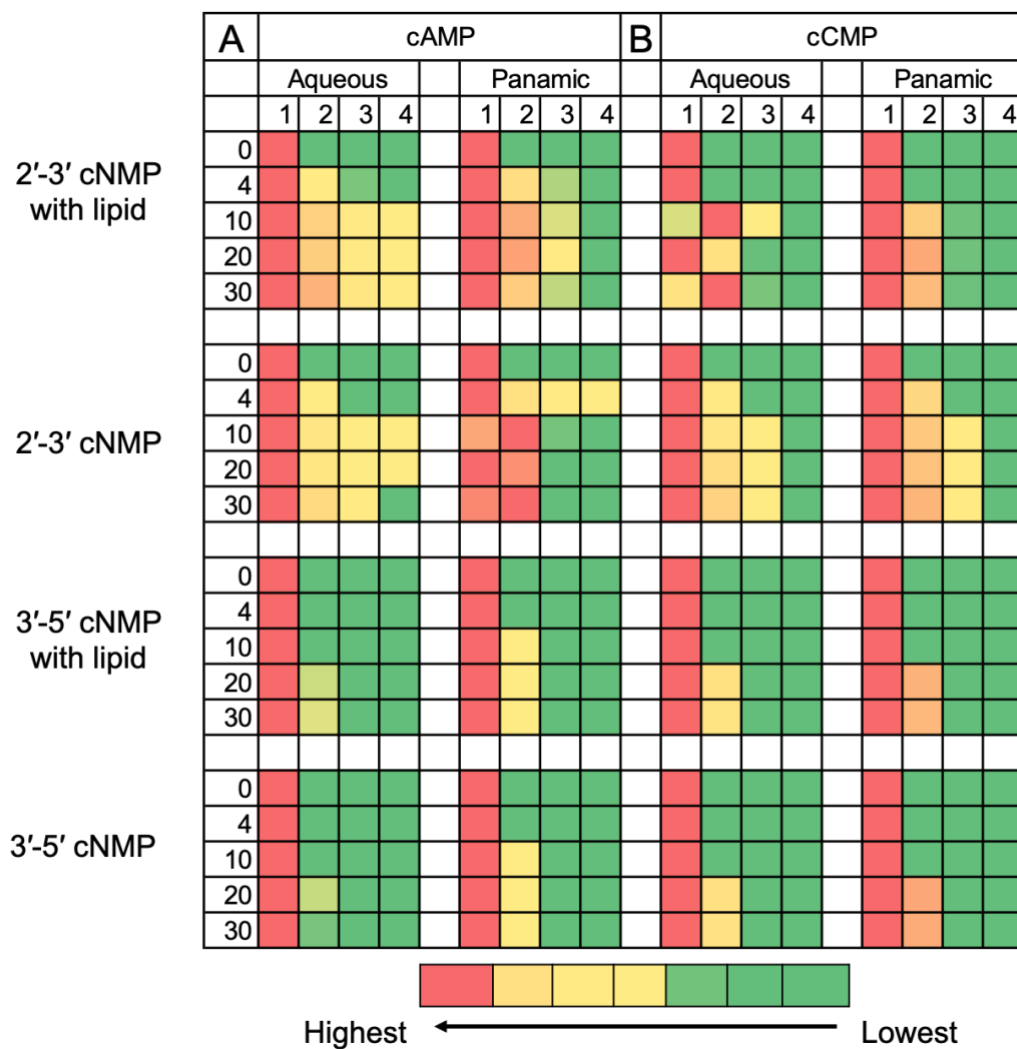 A cAMP B cCMP
Aqueous Panamic Aqueous Panamic
1 2 3 4 1 2 3 4 1 2 3 4 1 2 3 4
2′-3′ cNMP
with lipid
0
4
10
20
30
2′-3′ cNMP
0
4
10
20
30
3′-5′ cNMP
with lipid
0
4
10
20
30
3′-5′ cNMP
0
4
10
20
30
Highest Lowest